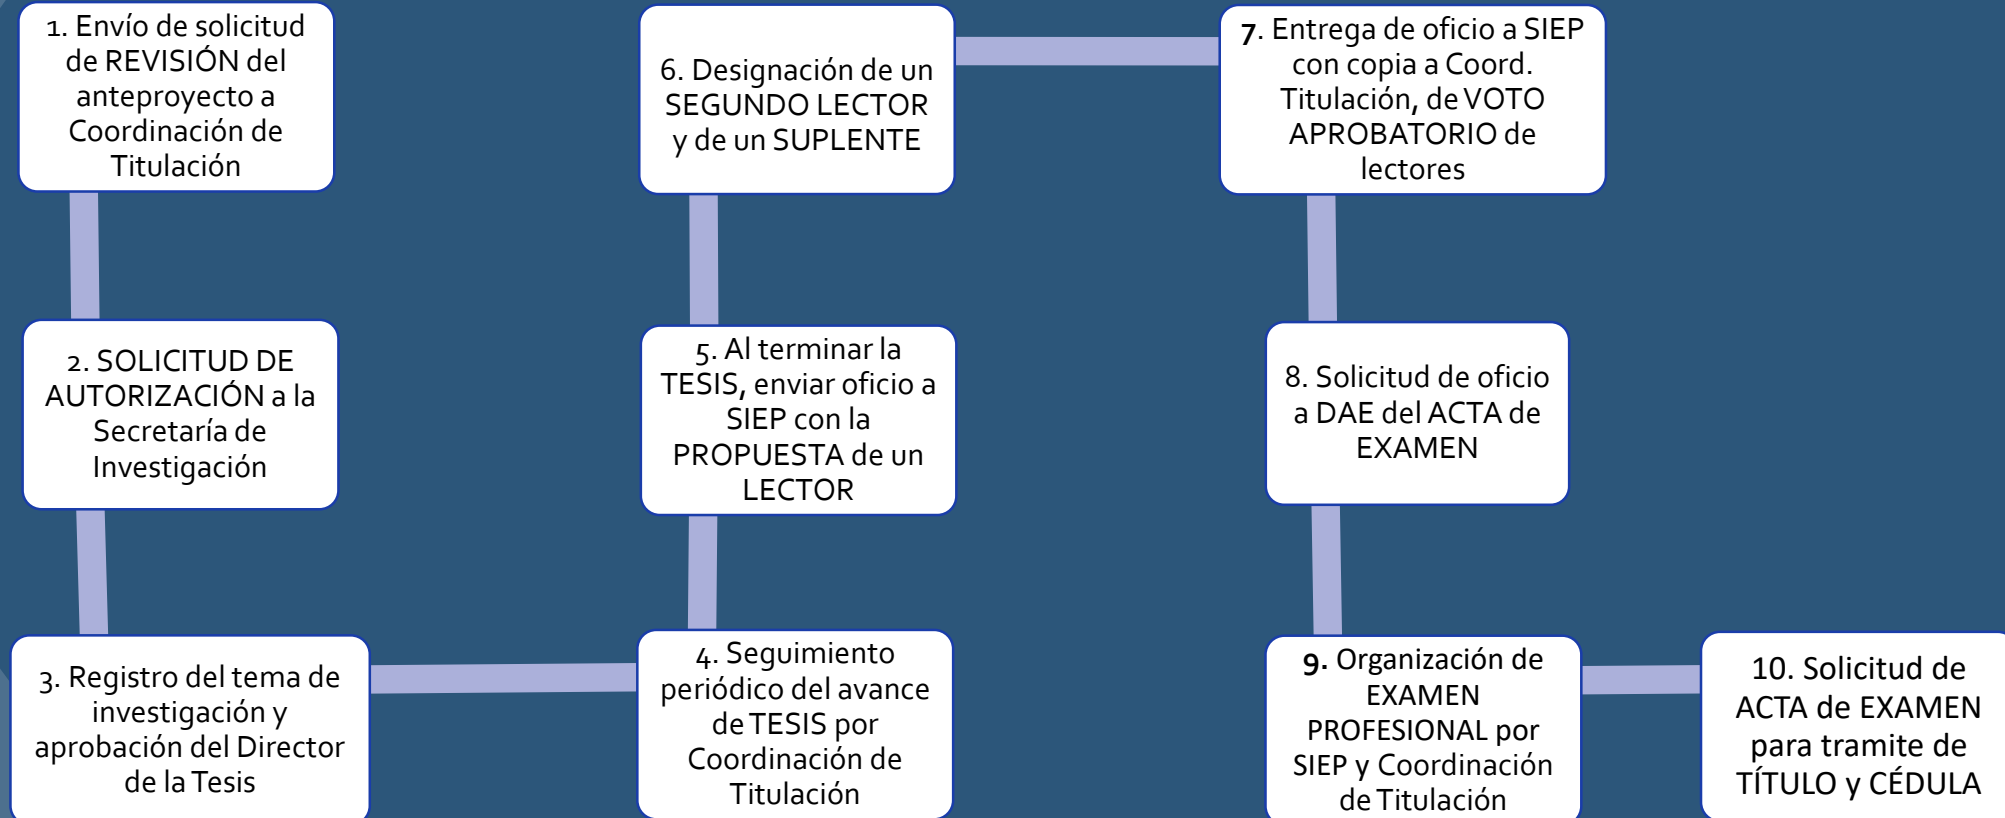 1. Envío de solicitud
de REVISIÓN del
anteproyecto a
Coordinación de
Titulación
2. SOLICITUD DE
AUTORIZACIÓN a la
Secretaría de
Investigación
3. Registro del tema de
investigación y
aprobación del Director
de la Tesis
4. Seguimiento
periódico del avance
de TESIS por
Coordinación de
Titulación
5. Al terminar la
TESIS, enviar oficio a
SIEP con la
PROPUESTA de un
LECTOR
6. Designación de un
SEGUNDO LECTOR
y de un SUPLENTE
7. Entrega de oficio a SIEP
con copia a Coord.
Titulación, de VOTO
APROBATORIO de
lectores
8. Solicitud de oficio
a DAE del ACTA de
EXAMEN
9. Organización de
EXAMEN
PROFESIONAL por
SIEP y Coordinación
de Titulación
10. Solicitud de
ACTA de EXAMEN
para tramite de
TÍTULO y CÉDULA